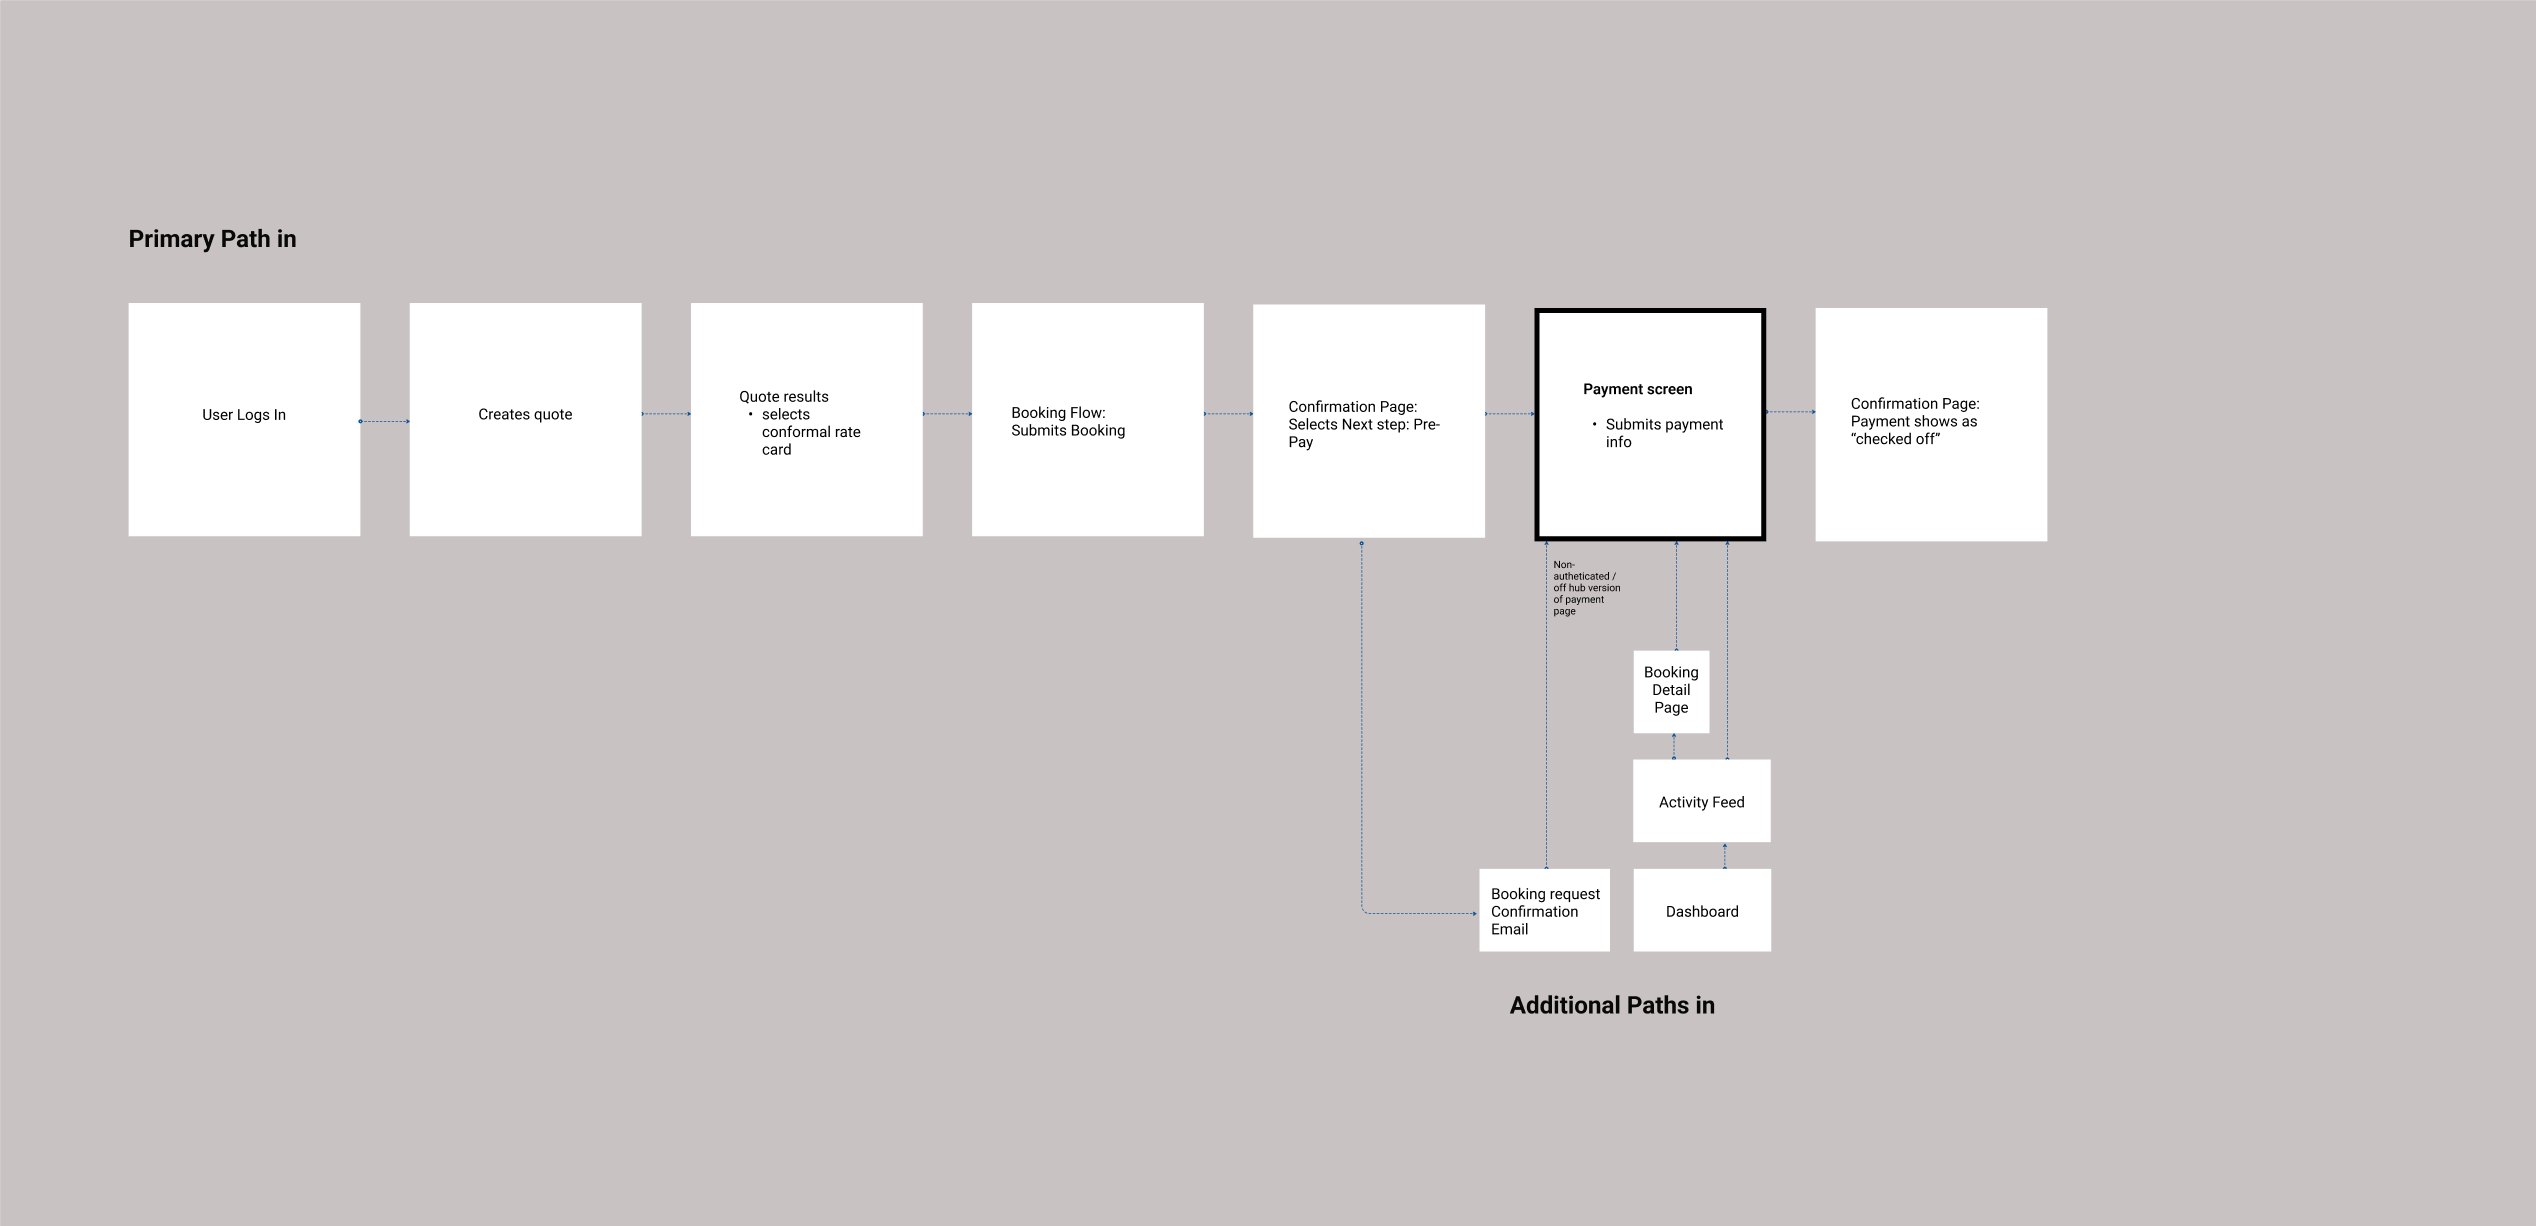 Primary Path in
User Logs In
Creates quote
Quote results
• selects
conformal rate
card
Booking Flow:
Submits Booking
Confirmation Page:
Selects Next step: Pre-
Pay
Payment screen
• Submits payment
info
Confirmation Page:
Payment shows as
“checked off”
Non-
autheticated /
off hub version
of payment
page
Booking
Detail
Page
Activity Feed
Booking request
Confirmation
Email
Dashboard
Additional Paths in